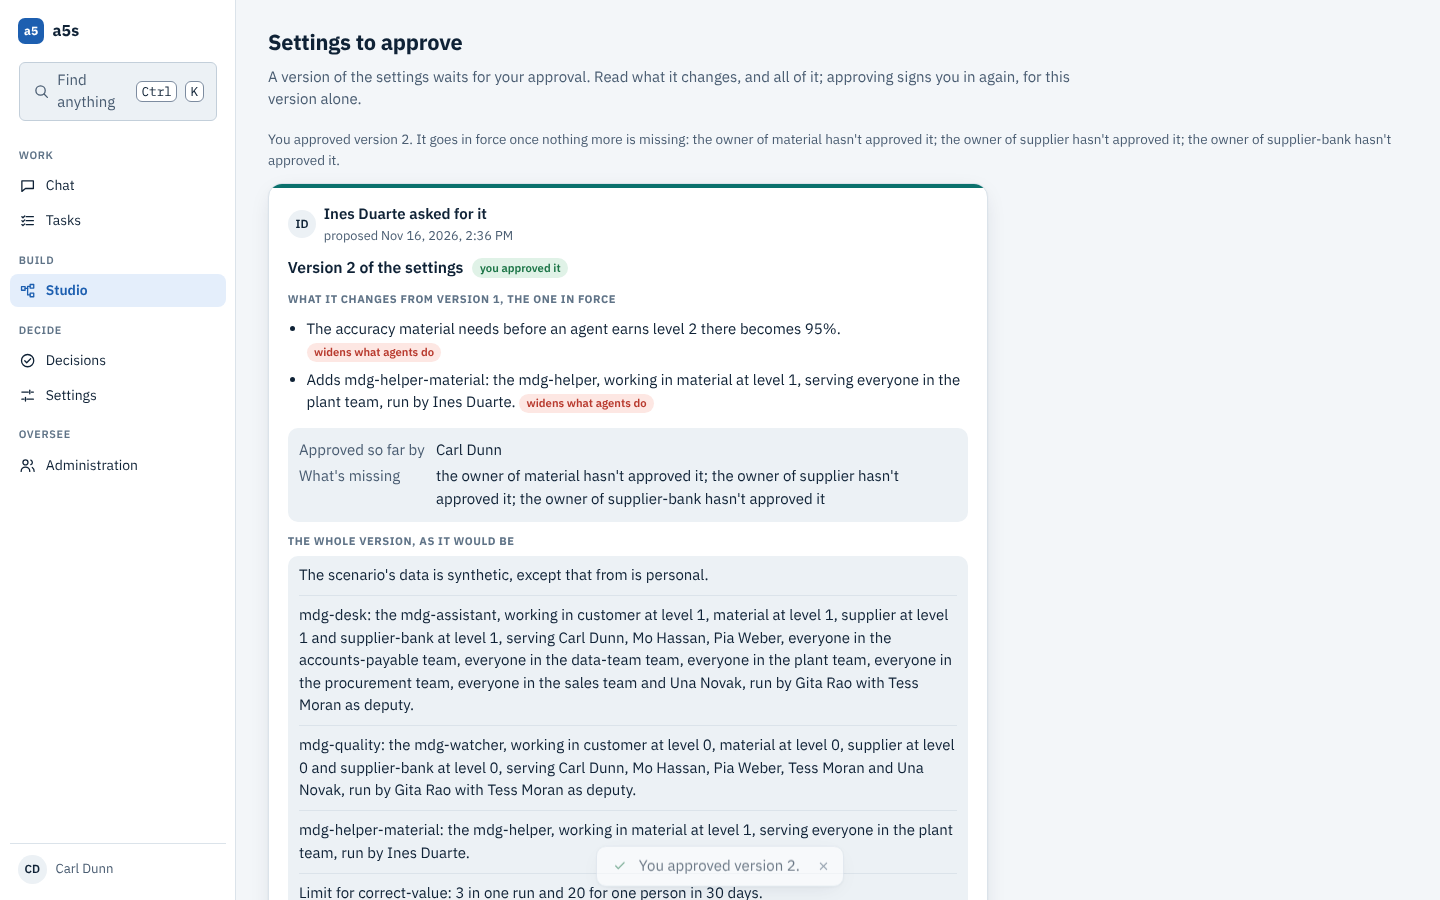 a5 a5s
Find
anything
Ctrl K
WORK
Chat
Tasks
BUILD
Studio
DECIDE
Decisions
Settings
OVERSEE
Administration
CD Carl Dunn
Settings to approve
A version of the settings waits for your approval. Read what it changes, and all of it; approving signs you in again, for this
version alone.
You approved version 2. It goes in force once nothing more is missing: the owner of material hasn't approved it; the owner of supplier hasn't approved it; the owner of supplier-bank hasn't
approved it.
ID
Ines Duarte asked for it
proposed Nov 16, 2026, 2:36 PM
Version 2 of the settings you approved it
WHAT IT CHANGES FROM VERSION 1, THE ONE IN FORCE
• The accuracy material needs before an agent earns level 2 there becomes 95%.
widens what agents do
• Adds mdg-helper-material: the mdg-helper, working in material at level 1, serving everyone in the
plant team, run by Ines Duarte. widens what agents do
Approved so far by Carl Dunn
What's missing the owner of material hasn't approved it; the owner of supplier hasn't
approved it; the owner of supplier-bank hasn't approved it
THE WHOLE VERSION, AS IT WOULD BE
The scenario's data is synthetic, except that from is personal.
mdg-desk: the mdg-assistant, working in customer at level 1, material at level 1, supplier at level
1 and supplier-bank at level 1, serving Carl Dunn, Mo Hassan, Pia Weber, everyone in the
accounts-payable team, everyone in the data-team team, everyone in the plant team, everyone in
the procurement team, everyone in the sales team and Una Novak, run by Gita Rao with Tess
Moran as deputy.
mdg-quality: the mdg-watcher, working in customer at level 0, material at level 0, supplier at level
0 and supplier-bank at level 0, serving Carl Dunn, Mo Hassan, Pia Weber, Tess Moran and Una
Novak, run by Gita Rao with Tess Moran as deputy.
mdg-helper-material: the mdg-helper, working in material at level 1, serving everyone in the plant
team, run by Ines Duarte.
You approved version 2.
Limit for correct-value: 3 in one run and 20 for one person in 30 days.